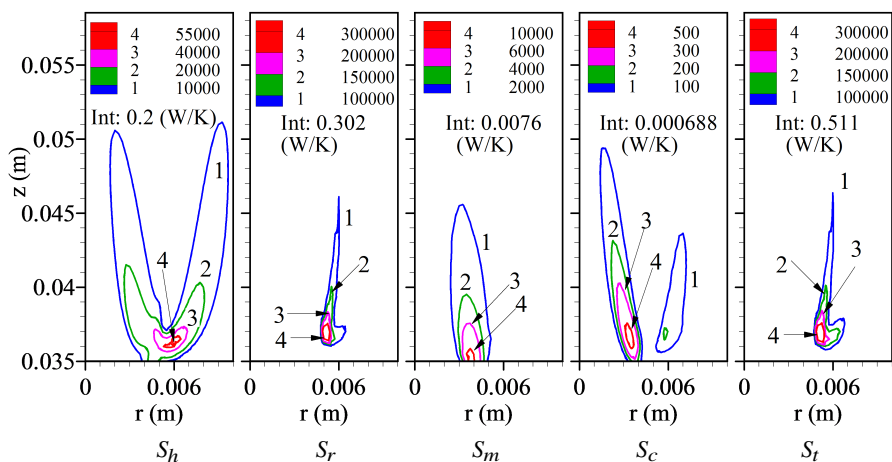 4 55000
3 40000
2 20000
1 10000
Int: 0.2 (W/K)
1
4
2
3
4 300000
3 200000
2 150000
1 100000
Int: 0.302
(W/K)
1
2
3
4
4 10000
3 6000
2 4000
1 2000
Int: 0.0076
(W/K)
1
2
3
4
4 500
3 300
2 200
1 100
Int: 0.000688
(W/K)
2
3
4
1
4 300000
3 200000
2 150000
1 100000
Int: 0.511
(W/K)
1
2
3
4
z (m)
0.055
0.05
0.045
0.04
0.035
0 0.006
0 0.006
0 0.006
0 0.006
0 0.006
r (m)
r (m)
r (m)
r (m)
r (m)
S_h
S_r
S_m
S_c
S_t